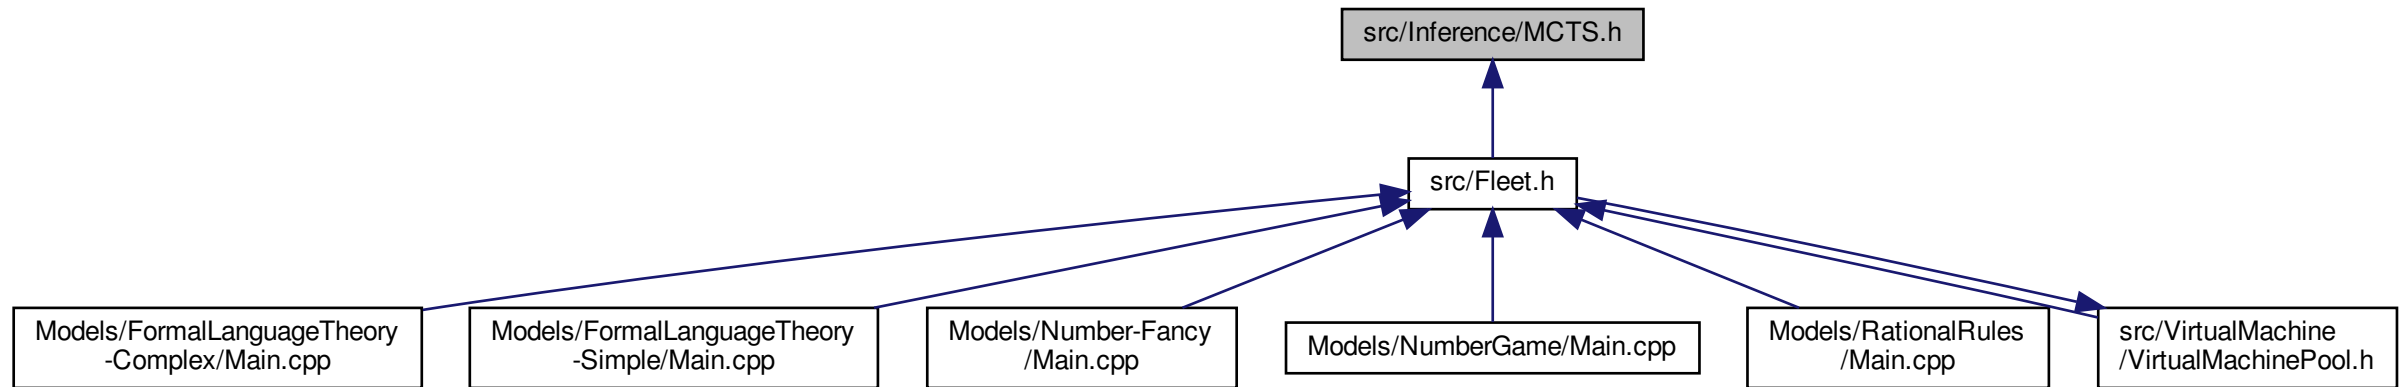 src/Inference/MCTS.h
src/Fleet.h
Models/FormalLanguageTheory
-Complex/Main.cpp
Models/FormalLanguageTheory
-Simple/Main.cpp
Models/Number-Fancy
/Main.cpp
Models/NumberGame/Main.cpp
Models/RationalRules
/Main.cpp
src/VirtualMachine
/VirtualMachinePool.h